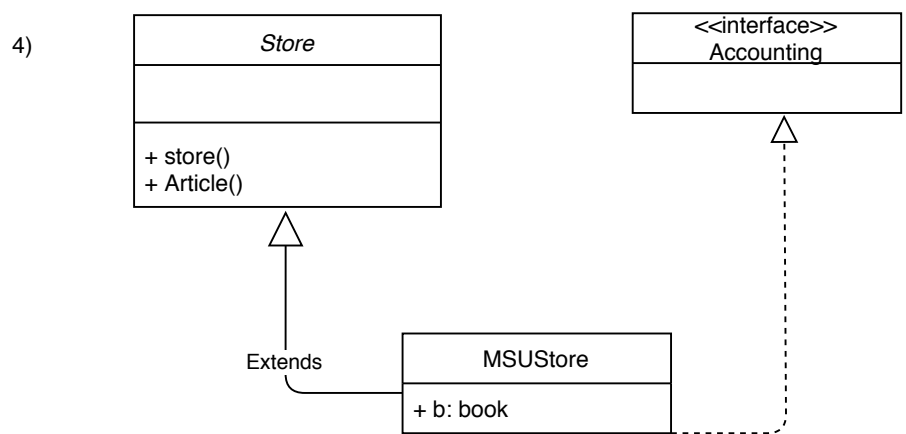 4)
Store
<<interface>>
Accounting
+ store()
+ Article()
Extends
MSUStore
+ b: book